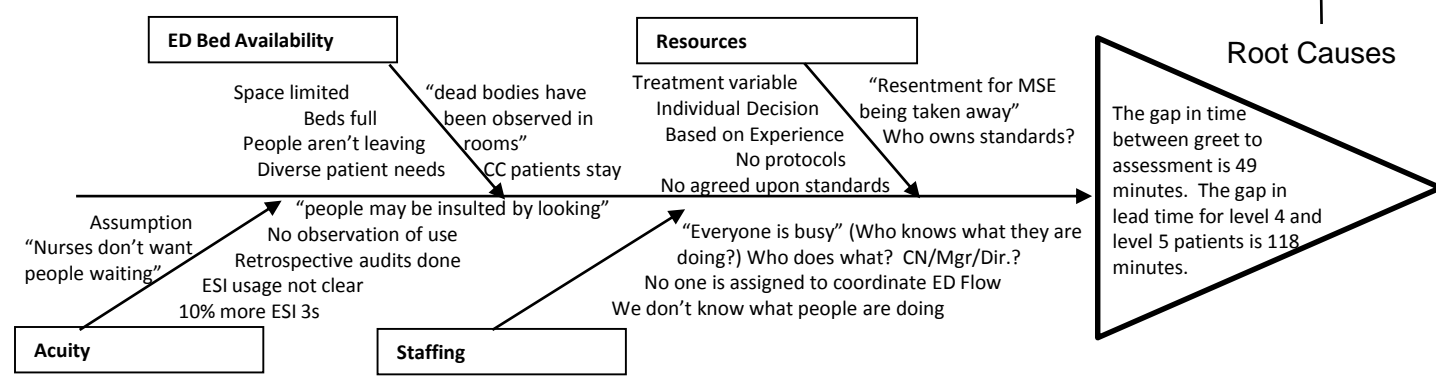 Root Causes
ED Bed Availability
Space limited
Beds full
People aren’t leaving
Diverse patient needs
“dead bodies have
been observed in
rooms”
CC patients stay
Resources
Treatment variable
Individual Decision
Based on Experience
No protocols
No agreed upon standards
“Resentment for MSE
being taken away”
Who owns standards?
The gap in time
between greet to
assessment is 49
minutes. The gap in
lead time for level 4 and
level 5 patients is 118
minutes.
Assumption
“Nurses don’t want
people waiting”
“people may be insulted by looking”
No observation of use
Retrospective audits done
ESI usage not clear
10% more ESI 3s
Acuity
“Everyone is busy” (Who knows what they are
doing?) Who does what? CN/Mgr/Dir.?
No one is assigned to coordinate ED Flow
We don’t know what people are doing
Staffing